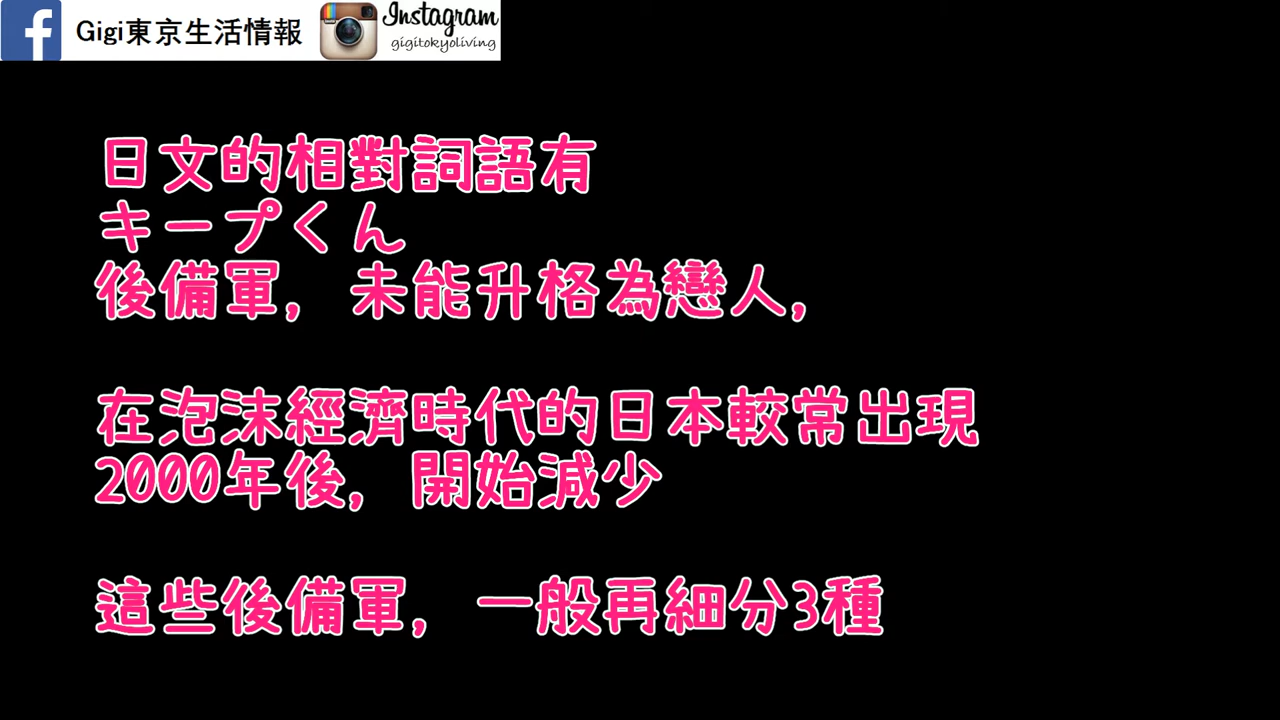 Gigi東京生活情報
Instagram
gigitokyoliving
日文的相對詞語有
キープくん
後備軍，未能升格為戀人，
在泡沫經濟時代的日本較常出現
2000年後，開始減少
這些後備軍，一般再細分3種